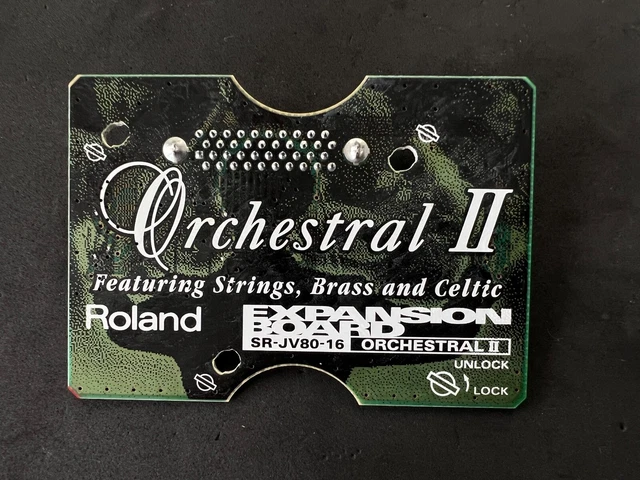 Orchestral II
Featuring Strings, Brass and Celtic
Roland
EXPANSION
BOARD
SR-JV80-16 ORCHESTRAL II
UNLOCK
LOCK